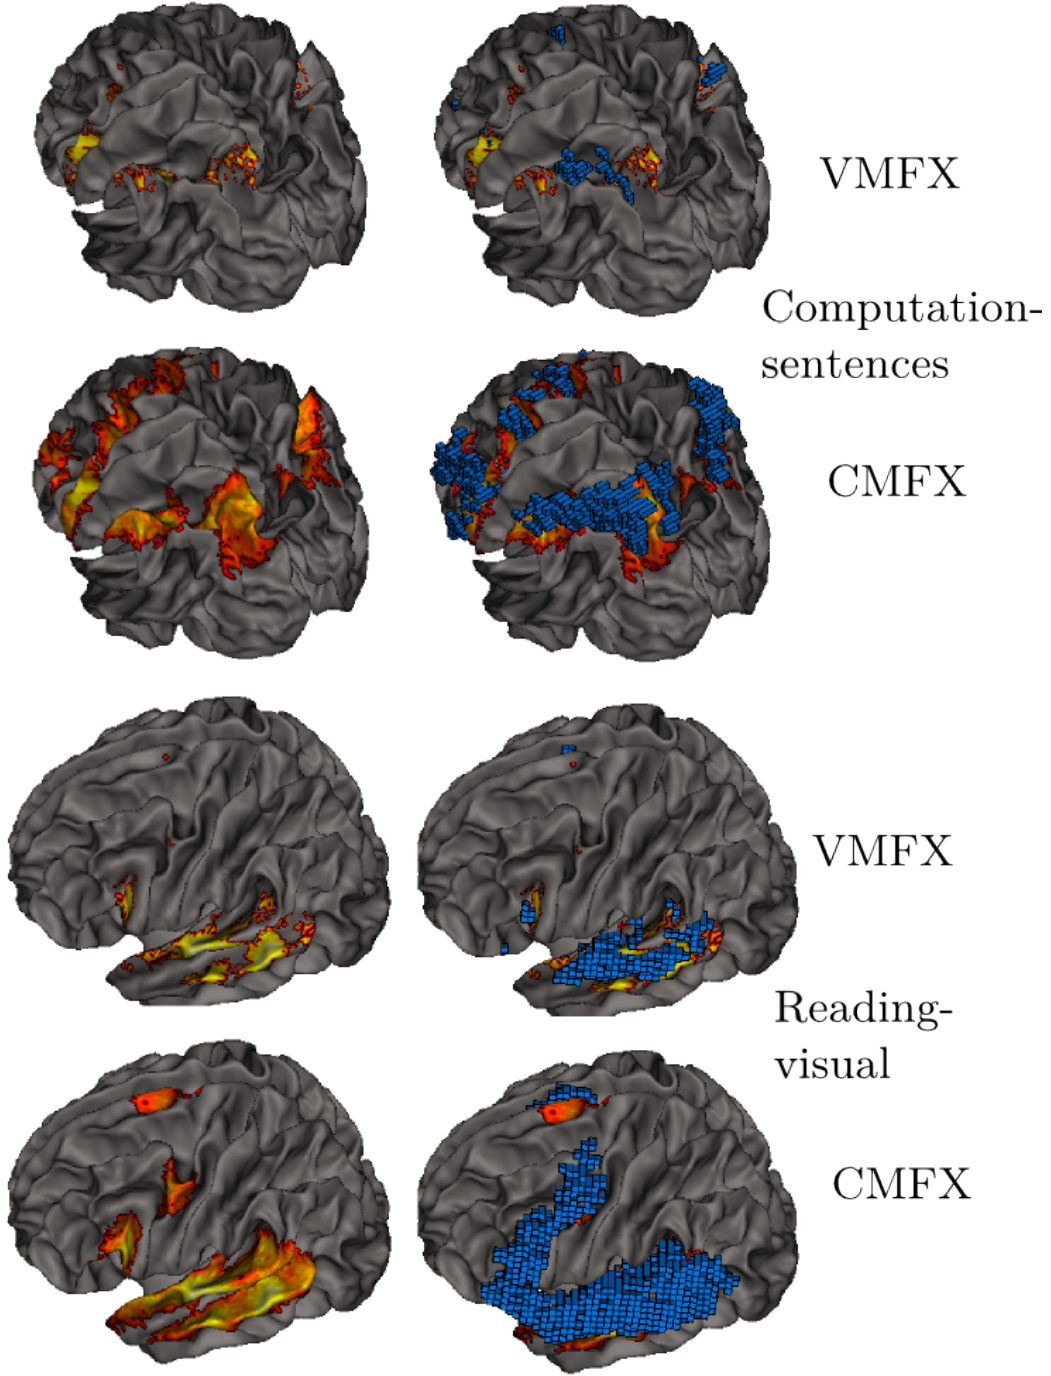 VMFX
Computation-
sentences
CMFX
VMFX
Reading-
visual
CMFX